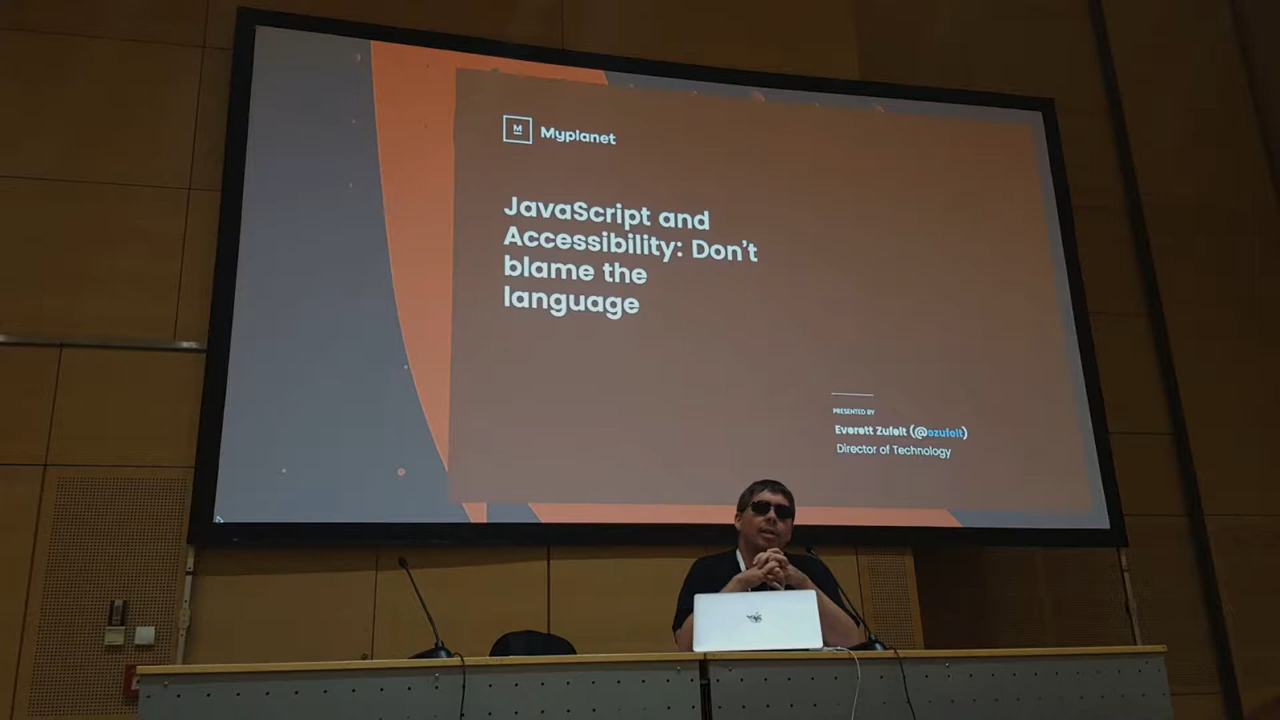 M
Myplanet
JavaScript and
Accessibility: Don't
blame the
language
PRESENTED BY
Everett Zufelt (@ezufelt)
Director of Technology